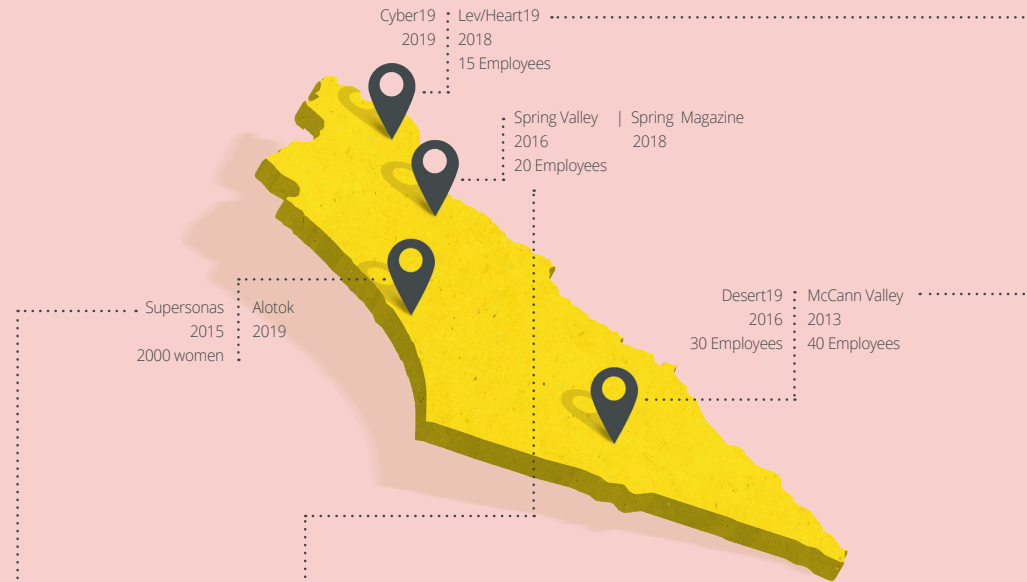 Cyber19
2019
Lev/Heart19
2018
15 Employees
Spring Valley | Spring Magazine
2016 2018
20 Employees
Supersonas
2015
2000 women
Alotok
2019
Desert19
2016
30 Employees
McCann Valley
2013
40 Employees